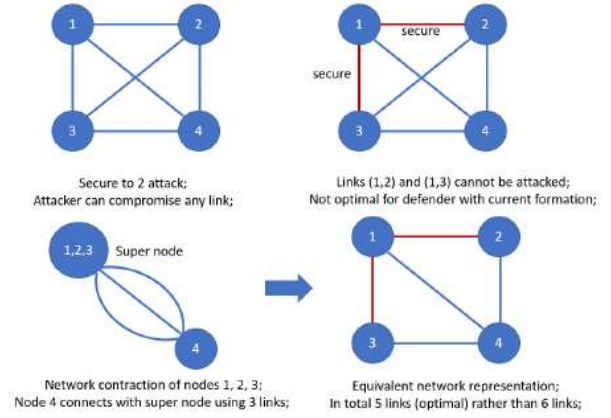 1 2
3 4
Secure to 2 attack;
Attacker can compromise any link;
1 2
secure
secure
3 4
Links (1,2) and (1,3) cannot be attacked;
Not optimal for defender with current formation;
1,2,3 Super node
4
Network contraction of nodes 1, 2, 3;
Node 4 connects with super node using 3 links;
1 2
3 4
Equivalent network representation;
In total 5 links (optimal) rather than 6 links;